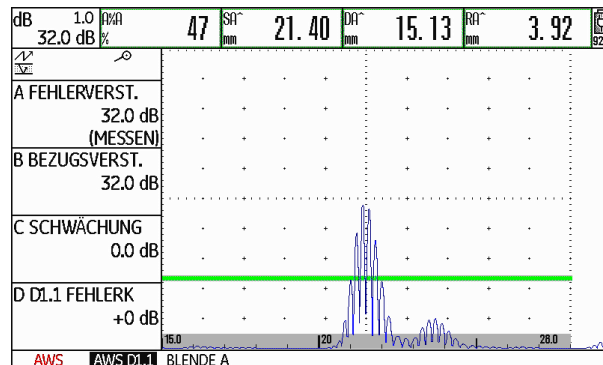 dB 1.0 A%A 47 SA^ 21.40 DA^ 15.13 RA^ 3.92
32.0 dB % mm mm mm 92
A FEHLERVERST.
32.0 dB
(MESSEN)
B BEZUGSVERST.
32.0 dB
C SCHWÄCHUNG
0.0 dB
D D1.1 FEHLERK
+0 dB
15.0 20 28.0
AWS AWS D1.1 BLENDE A